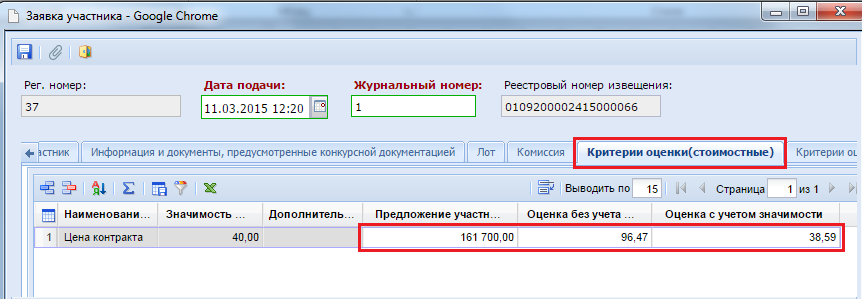 Заявка участника - Google Chrome
Рег. номер: Дата подачи: Журнальный номер: Реестровый номер извещения:
37 11.03.2015 12:20 1 0109200002415000066
астник Информация и документы, предусмотренные конкурсной документацией Лот Комиссия Критерии оценки(стоимостные) Критерии оц
Выводить по 15 Страница 1 из 1
Наименовани... Значимость ... Дополнитель... Предложение участн... Оценка без учета ... Оценка с учетом значимости
1 Цена контракта 40,00 161 700,00 96,47 38,59